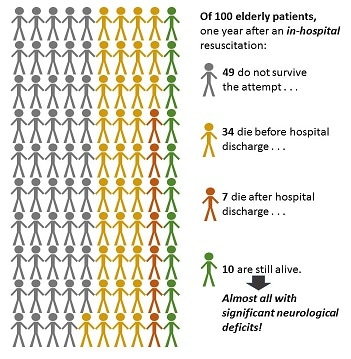 Of 100 elderly patients,
one year after an in-hospital
resuscitation:
49 do not survive
the attempt . . .
34 die before hospital
discharge . . .
7 die after hospital
discharge . . .
10 are still alive.
Almost all with
significant neurological
deficits!